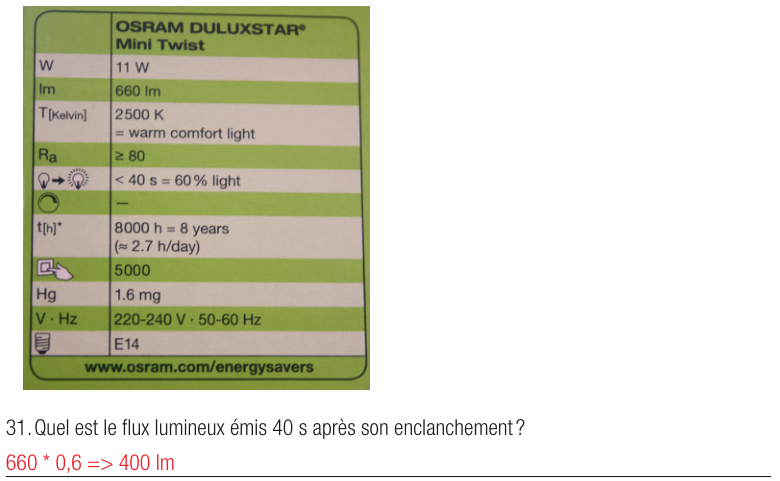 OSRAM DULUXSTAR®
Mini Twist
W 11 W
lm 660 lm
T[Kelvin] 2500 K
= warm comfort light
Ra ≥ 80
< 40 s = 60% light
–
t[h]* 8000 h = 8 years
(≈ 2.7 h/day)
5000
Hg 1.6 mg
V · Hz 220-240 V · 50-60 Hz
E14
www.osram.com/energysavers
31. Quel est le flux lumineux émis 40 s après son enclanchement ?
660 * 0,6 => 400 lm